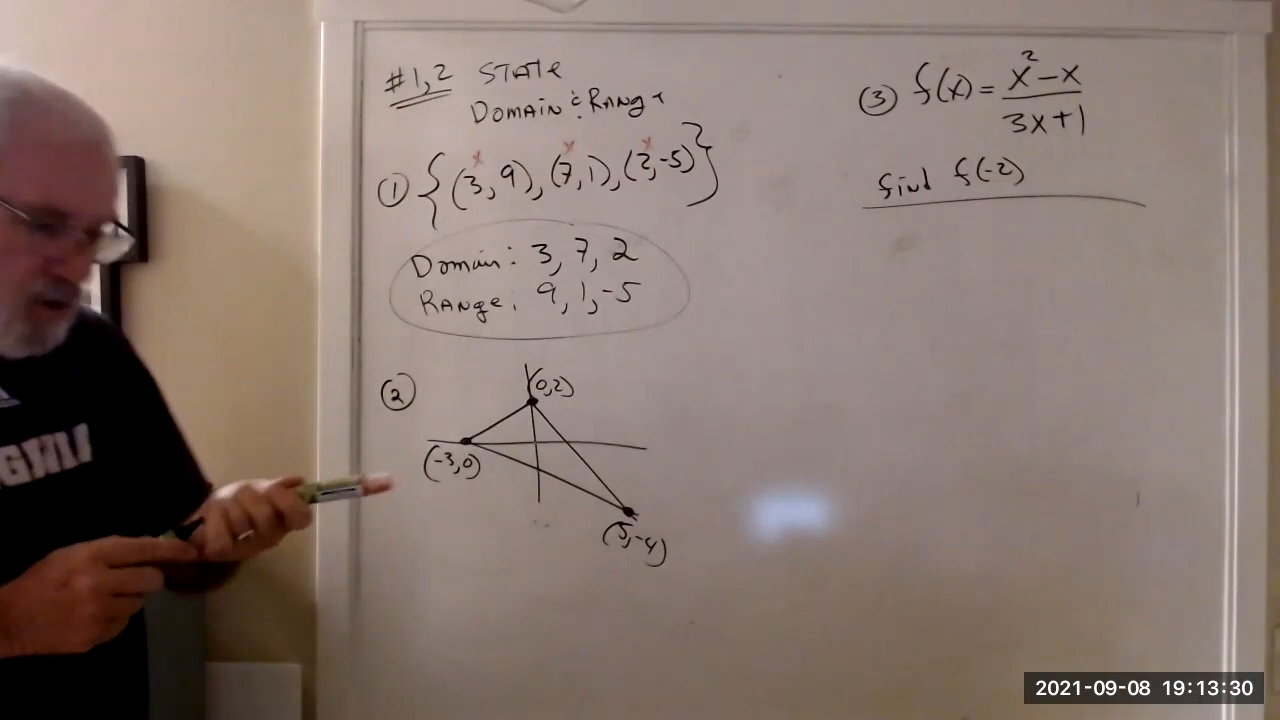 #1,2 State
Domain & Range
① {(3, 9), (7, 1), (2, -5)}
x x x
Domain: 3, 7, 2
Range: 9, 1, -5
②
(0,2)
(-3,0)
(5,-4)
③ f(x) = x² - x / 3x + 1
find f(-2)
2021-09-08 19:13:30